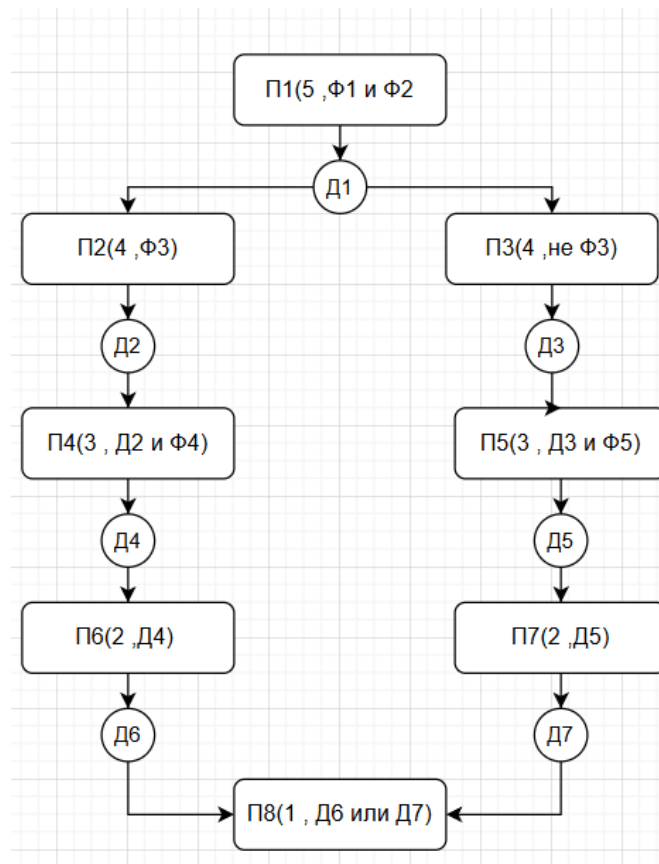 П1(5 ,Ф1 и Ф2
Д1
П2(4 ,Ф3)
П3(4 ,не Ф3)
Д2
Д3
П4(3 , Д2 и Ф4)
П5(3 , Д3 и Ф5)
Д4
Д5
П6(2 ,Д4)
П7(2 ,Д5)
Д6
Д7
П8(1 , Д6 или Д7)